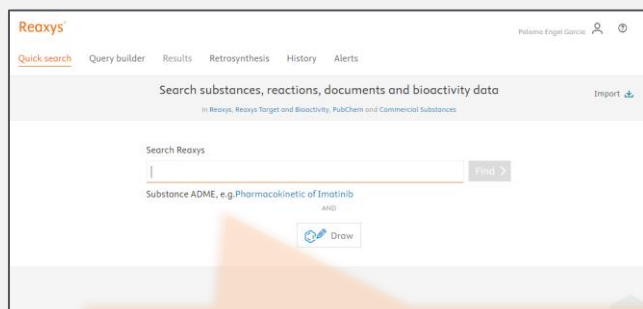 Reaxys®
Paloma Engel Garcia
Quick search Query builder Results Retrosynthesis History Alerts
Search substances, reactions, documents and bioactivity data
in Reaxys, Reaxys Target and Bioactivity, PubChem and Commercial Substances
Import
Search Reaxys
Find >
Substance ADME, e.g.Pharmacokinetic of Imatinib
AND
Draw